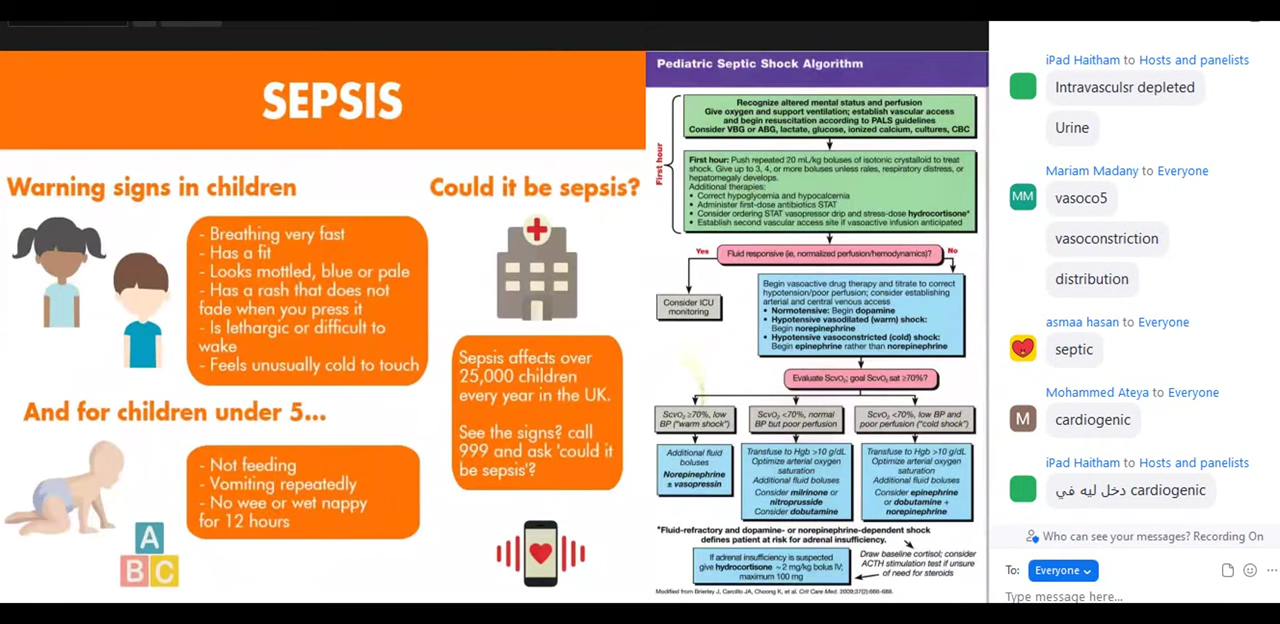 SEPSIS
Warning signs in children
- Breathing very fast
- Has a fit
- Looks mottled, blue or pale
- Has a rash that does not
fade when you press it
- Is lethargic or difficult to
wake
- Feels unusually cold to touch
And for children under 5...
- Not feeding
- Vomiting repeatedly
- No wee or wet nappy
for 12 hours
A
B
C
Could it be sepsis?
Sepsis affects over
25,000 children
every year in the UK.
See the signs? call
999 and ask 'could it
be sepsis'?
Pediatric Septic Shock Algorithm
First hour
Recognize altered mental status and perfusion
Give oxygen and support ventilation; establish vascular access
and begin resuscitation according to PALS guidelines
Consider VBG or ABG, lactate, glucose, ionized calcium, cultures, CBC
First hour: Push repeated 20 mL/kg boluses of isotonic crystalloid to treat
shock. Give up to 3, 4, or more boluses unless rales, respiratory distress, or
hepatomegaly develops.
Additional therapies:
• Correct hypoglycemia and hypocalcemia
• Administer first-dose antibiotics STAT
• Consider ordering STAT vasopressor drip and stress-dose hydrocortisone*
• Establish second vascular access site if vasoactive infusion anticipated
Yes
Fluid responsive (ie, normalized perfusion/hemodynamics)?
No
Consider ICU
monitoring
Begin vasoactive drug therapy and titrate to correct
hypotension/poor perfusion; consider establishing
arterial and central venous access
• Normotensive: Begin dopamine
• Hypotensive vasodilated (warm) shock:
Begin norepinephrine
• Hypotensive vasoconstricted (cold) shock:
Begin epinephrine rather than norepinephrine
Evaluate ScvO₂; goal ScvO₂ sat ≥70%?
ScvO₂ ≥70%, low
BP ("warm shock")
ScvO₂ <70%, normal
BP but poor perfusion
ScvO₂ <70%, low BP and
poor perfusion ("cold shock")
Additional fluid
boluses
Norepinephrine
± vasopressin
Transfuse to Hgb >10 g/dL
Optimize arterial oxygen
saturation
Additional fluid boluses
Consider milrinone or
nitroprusside
Consider dobutamine
Transfuse to Hgb >10 g/dL
Optimize arterial oxygen
saturation
Additional fluid boluses
Consider epinephrine
or dobutamine +
norepinephrine
*Fluid-refractory and dopamine- or norepinephrine-dependent shock
defines patient at risk for adrenal insufficiency.
If adrenal insufficiency is suspected
give hydrocortisone ~2 mg/kg bolus IV;
maximum 100 mg
Draw baseline cortisol; consider
ACTH stimulation test if unsure
of need for steroids
Modified from Brierley J, Carcillo JA, Choong K, et al. Crit Care Med. 2009;37(2):666-688.
iPad Haitham to Hosts and panelists
Intravasculsr depleted
Urine
Mariam Madany to Everyone
MM
vasoco5
vasoconstriction
distribution
asmaa hasan to Everyone
septic
Mohammed Ateya to Everyone
M
cardiogenic
iPad Haitham to Hosts and panelists
دخل ليه في cardiogenic
Who can see your messages? Recording On
To: Everyone
Type message here...